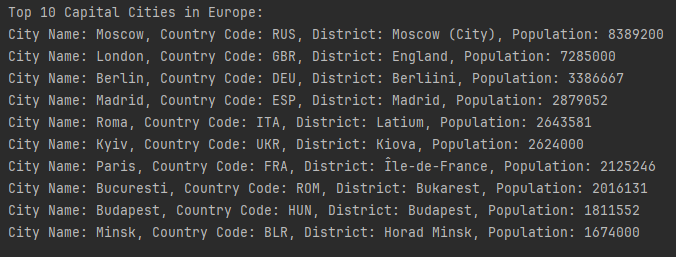 Top 10 Capital Cities in Europe:
City Name: Moscow, Country Code: RUS, District: Moscow (City), Population: 8389200
City Name: London, Country Code: GBR, District: England, Population: 7285000
City Name: Berlin, Country Code: DEU, District: Berliini, Population: 3386667
City Name: Madrid, Country Code: ESP, District: Madrid, Population: 2879052
City Name: Roma, Country Code: ITA, District: Latium, Population: 2643581
City Name: Kyiv, Country Code: UKR, District: Kiova, Population: 2624000
City Name: Paris, Country Code: FRA, District: Île-de-France, Population: 2125246
City Name: Bucuresti, Country Code: ROM, District: Bukarest, Population: 2016131
City Name: Budapest, Country Code: HUN, District: Budapest, Population: 1811552
City Name: Minsk, Country Code: BLR, District: Horad Minsk, Population: 1674000